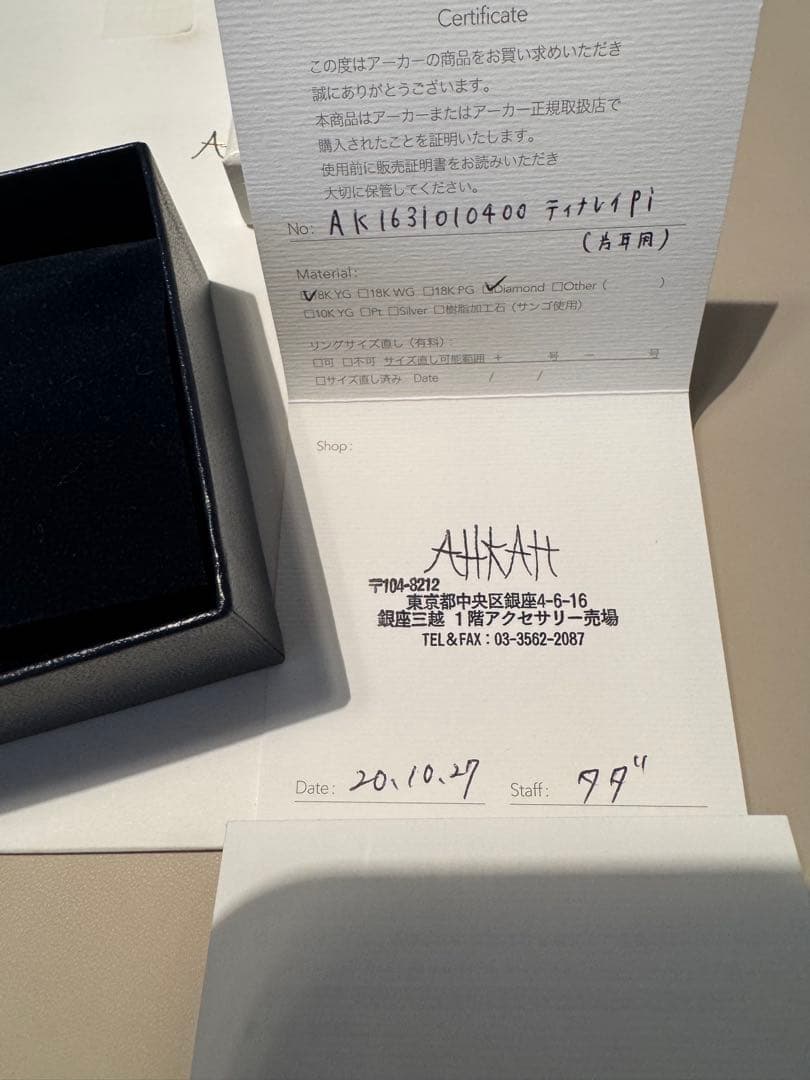 Certificate
この度はアーカーの商品をお買い求めいただき
誠にありがとうございます。
本商品はアーカーまたはアーカー正規取扱店で
購入されたことを証明いたします。
使用前に販売証明書をお読みいただき
大切に保管してください。
No: AK1631010400 ティナレイpi
(片耳用)
Material:
☑18K YG □18K WG □18K PG ☑Diamond □Other ( )
□10K YG □Pt □Silver □樹脂加工石(サンゴ使用)
リングサイズ直し(有料):
□可 □不可 サイズ直し可能範囲 + 号 − 号
□サイズ直し済み Date / /
Shop:
AHKAH
〒104-8212
東京都中央区銀座4-6-16
銀座三越 1階アクセサリー売場
TEL&FAX:03-3562-2087
Date: 20.10.27 Staff: